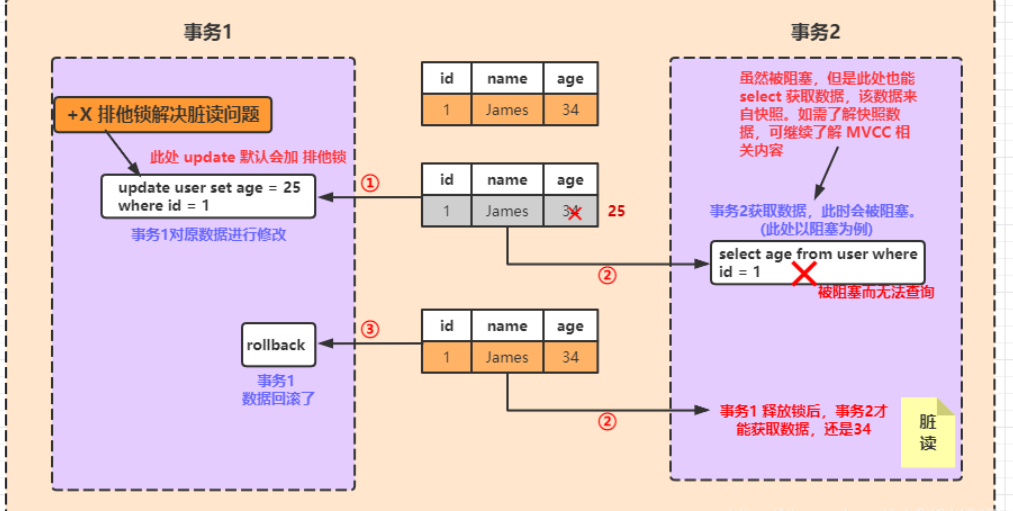 事务1
事务2
+X 排他锁解决脏读问题
此处 update 默认会加 排他锁
update user set age = 25
where id = 1
事务1对原数据进行修改
id name age
1 James 34
①
id name age
1 James 34 25
②
虽然被阻塞，但是此处也能
select 获取数据，该数据来
自快照。如需了解快照数
据，可继续了解 MVCC 相
关内容
事务2获取数据，此时会被阻塞。
(此处以阻塞为例)
select age from user where
id = 1
被阻塞而无法查询
rollback
事务1
数据回滚了
③
id name age
1 James 34
②
事务1 释放锁后，事务2才
能获取数据，还是34
脏
读